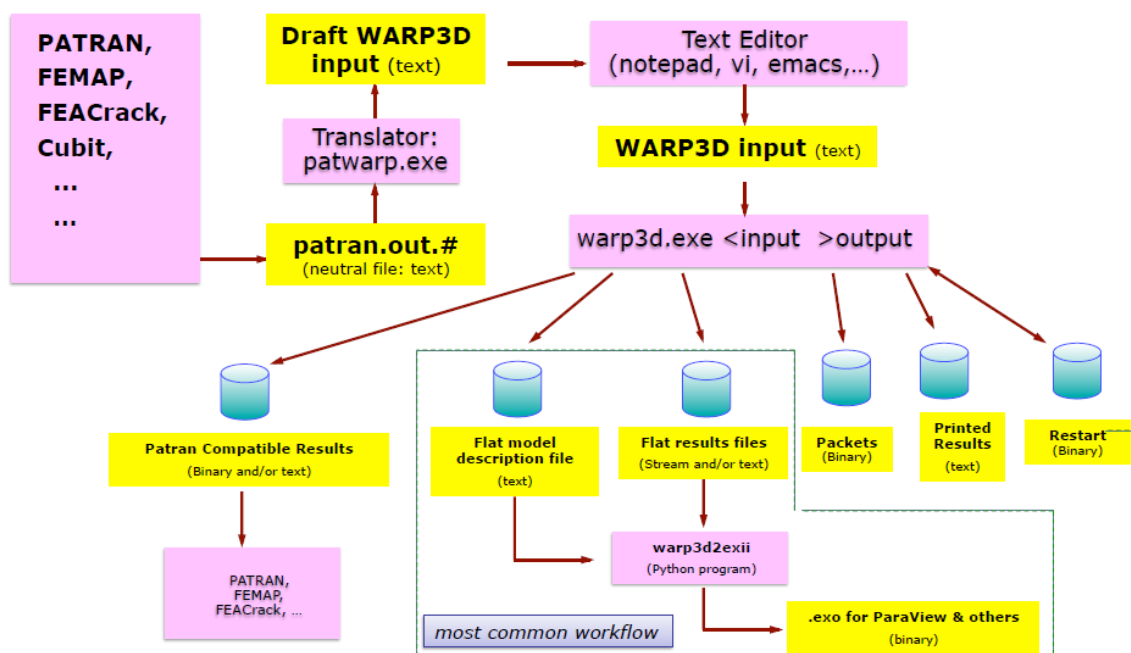 PATRAN,
FEMAP,
FEACrack,
Cubit,
...
...
Draft WARP3D
input (text)
Translator:
patwarp.exe
patran.out.#
(neutral file: text)
Text Editor
(notepad, vi, emacs,...)
WARP3D input (text)
warp3d.exe <input >output
Patran Compatible Results
(Binary and/or text)
PATRAN,
FEMAP,
FEACrack, ...
Flat model
description file
(text)
Flat results files
(Stream and/or text)
Packets
(Binary)
Printed
Results
(text)
Restart
(Binary)
warp3d2exii
(Python program)
most common workflow
.exo for ParaView & others
(binary)